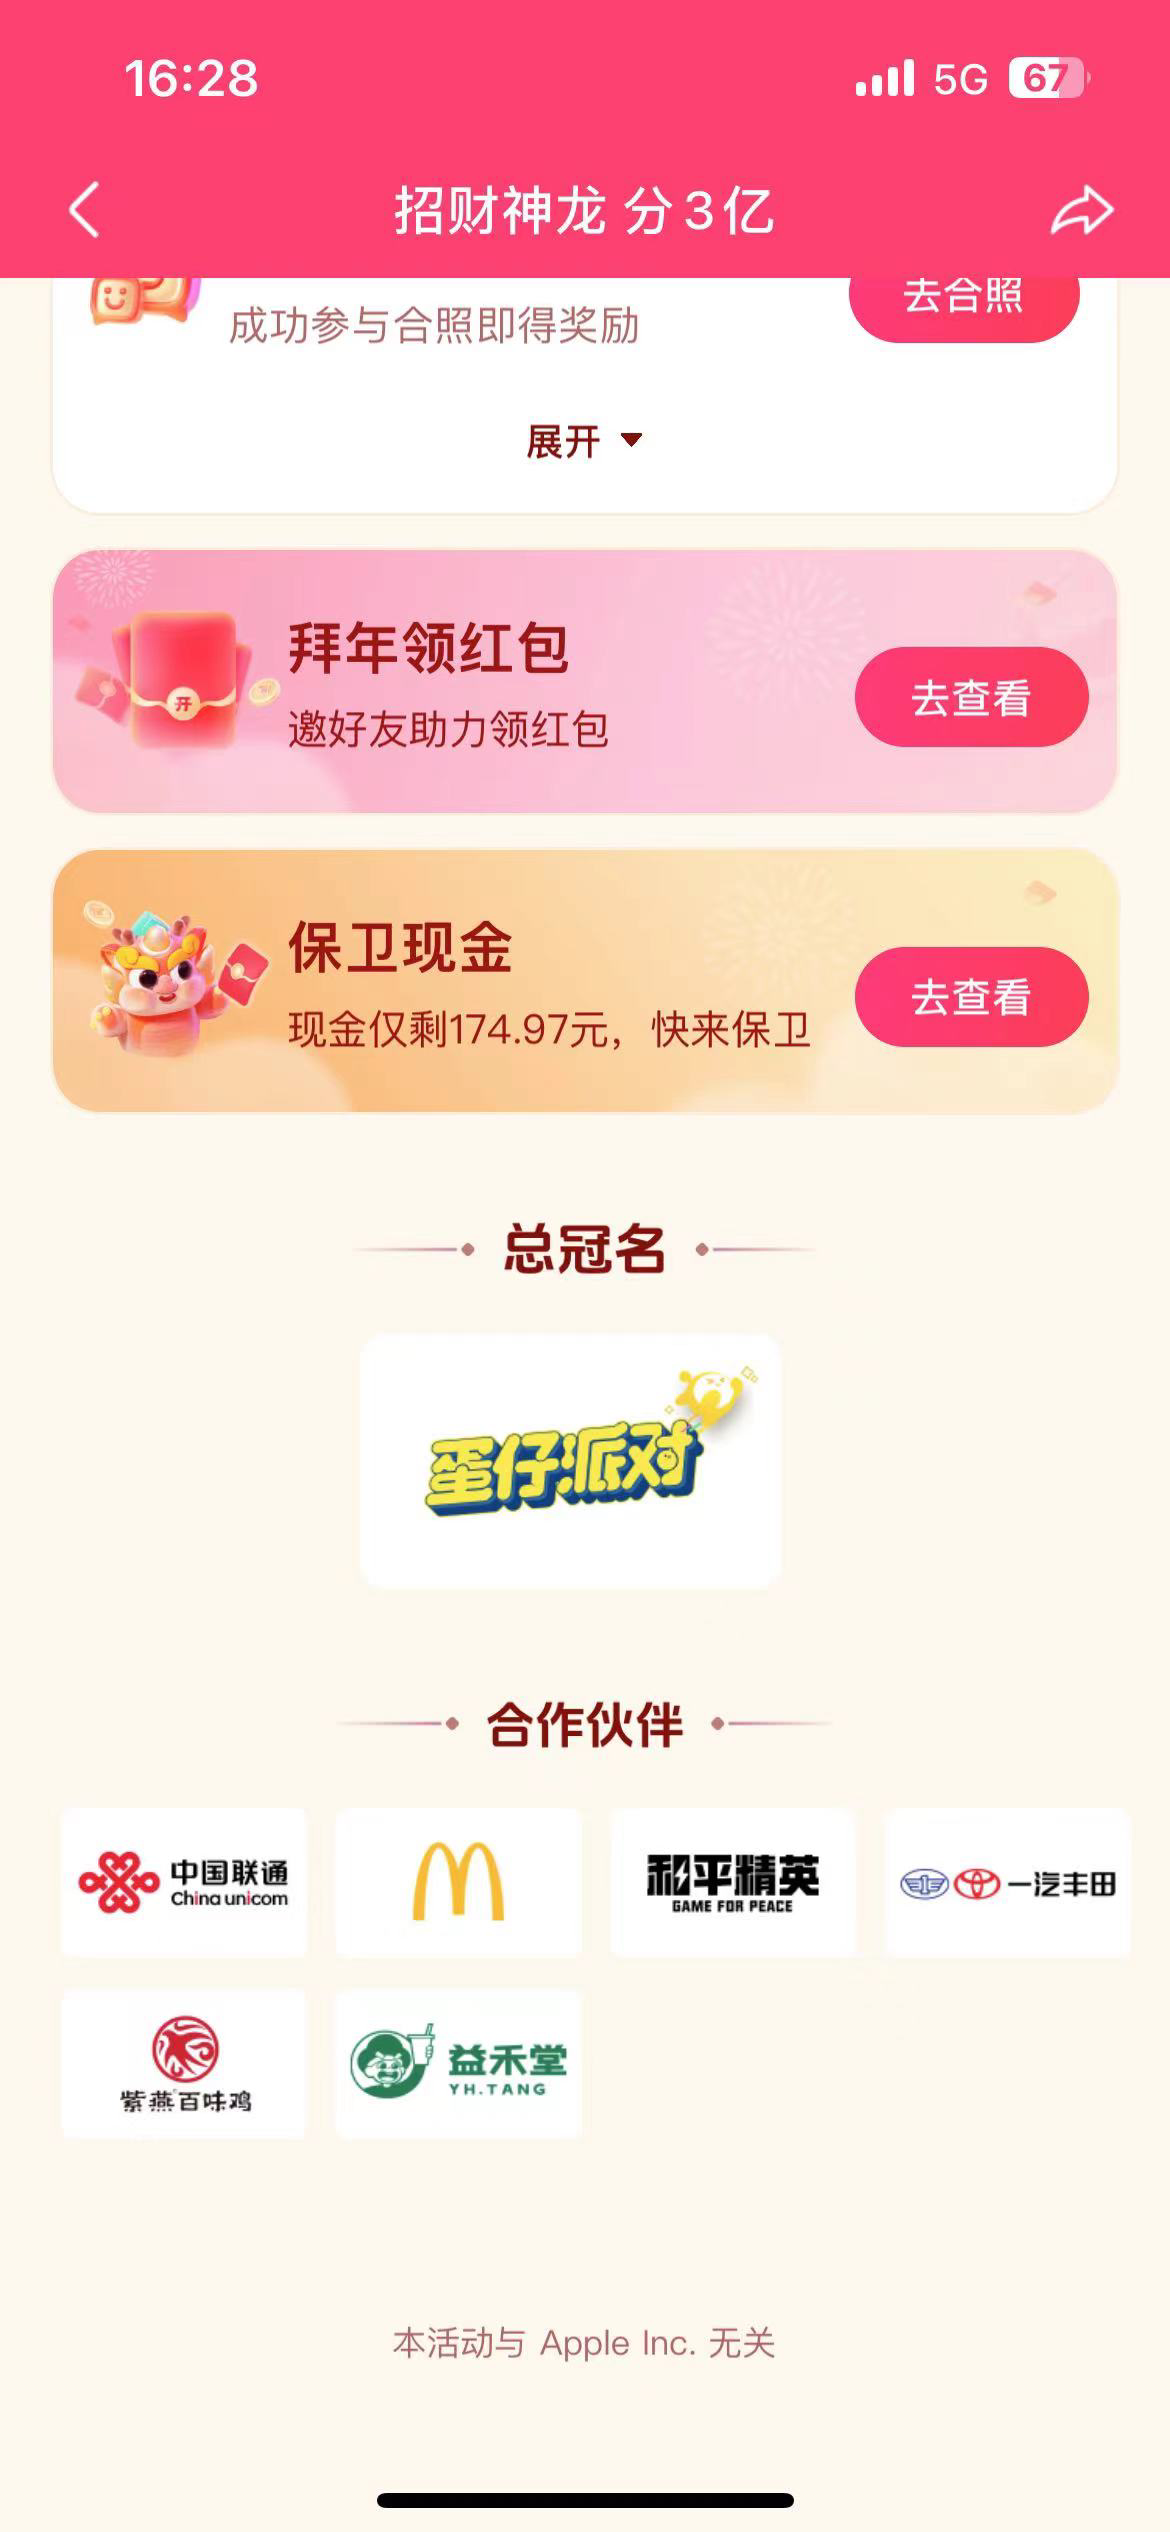 16:28
5G 67
招财神龙 分3亿
去合照
成功参与合照即得奖励
展开
开
拜年领红包
邀好友助力领红包
去查看
保卫现金
现金仅剩174.97元，快来保卫
去查看
总冠名
蛋仔派对
合作伙伴
中国联通
China unicom
和平精英
GAME FOR PEACE
一汽丰田
紫燕百味鸡
益禾堂
YH.TANG
本活动与 Apple Inc. 无关